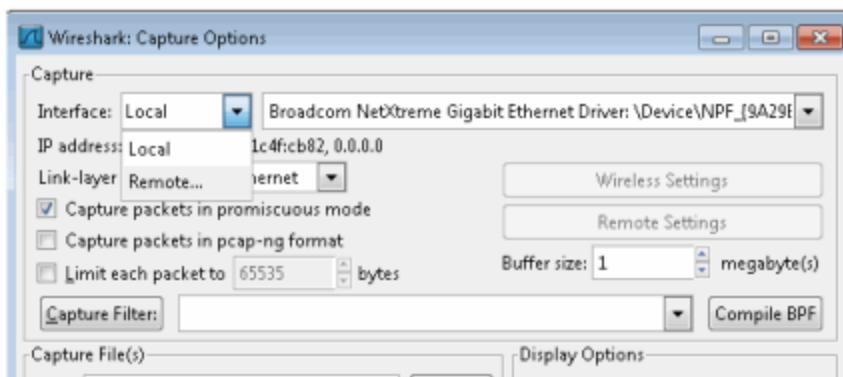 Wireshark: Capture Options
Capture
Interface: Local Broadcom NetXtreme Gigabit Ethernet Driver: \Device\NPF_{9A29E
IP address: Local 1c4f:cb82, 0.0.0.0
Link-layer Remote... ernet Wireless Settings
Capture packets in promiscuous mode Remote Settings
Capture packets in pcap-ng format
Limit each packet to 65535 bytes Buffer size: 1 megabyte(s)
Capture Filter: Compile BPF
Capture File(s) Display Options